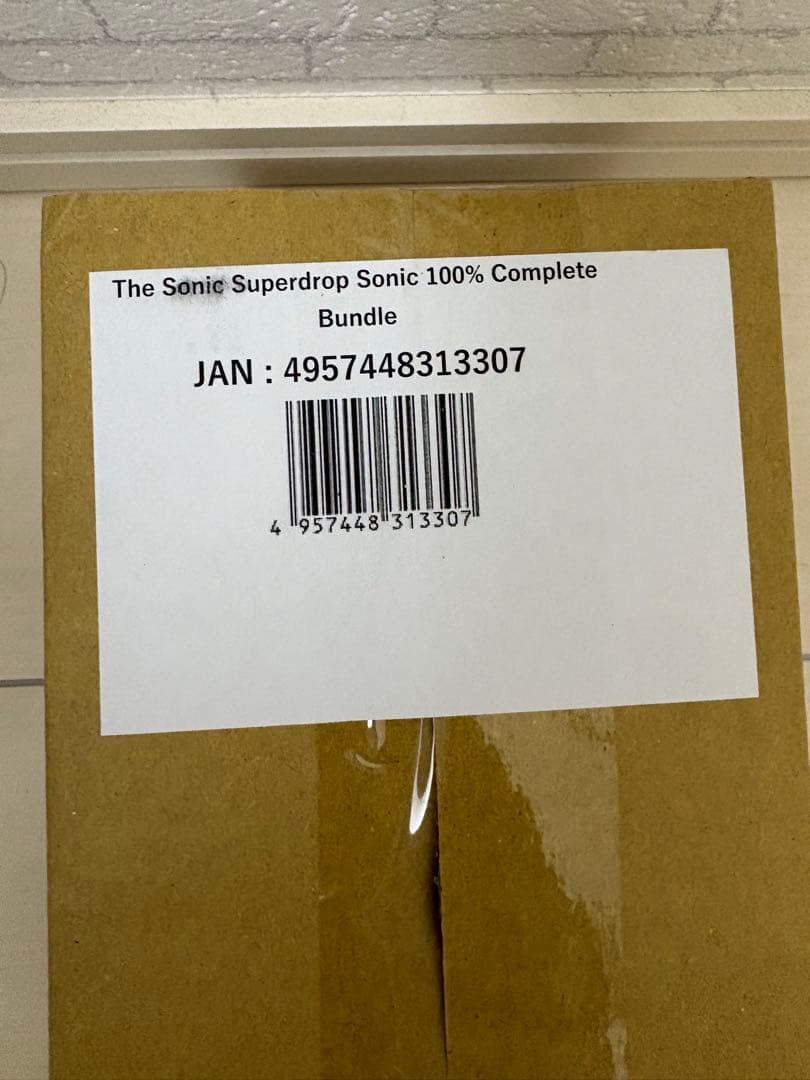 The Sonic Superdrop Sonic 100% Complete
Bundle
JAN : 4957448313307
4 957448 313307